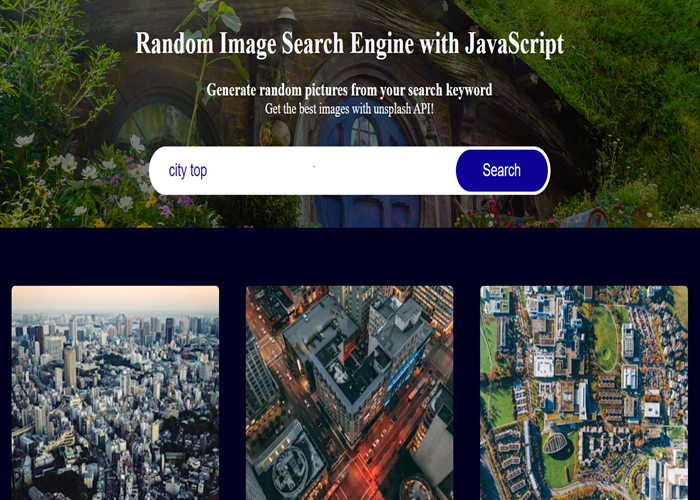 Random Image Search Engine with JavaScript
Generate random pictures from your search keyword
Get the best images with unsplash API!
city top
Search